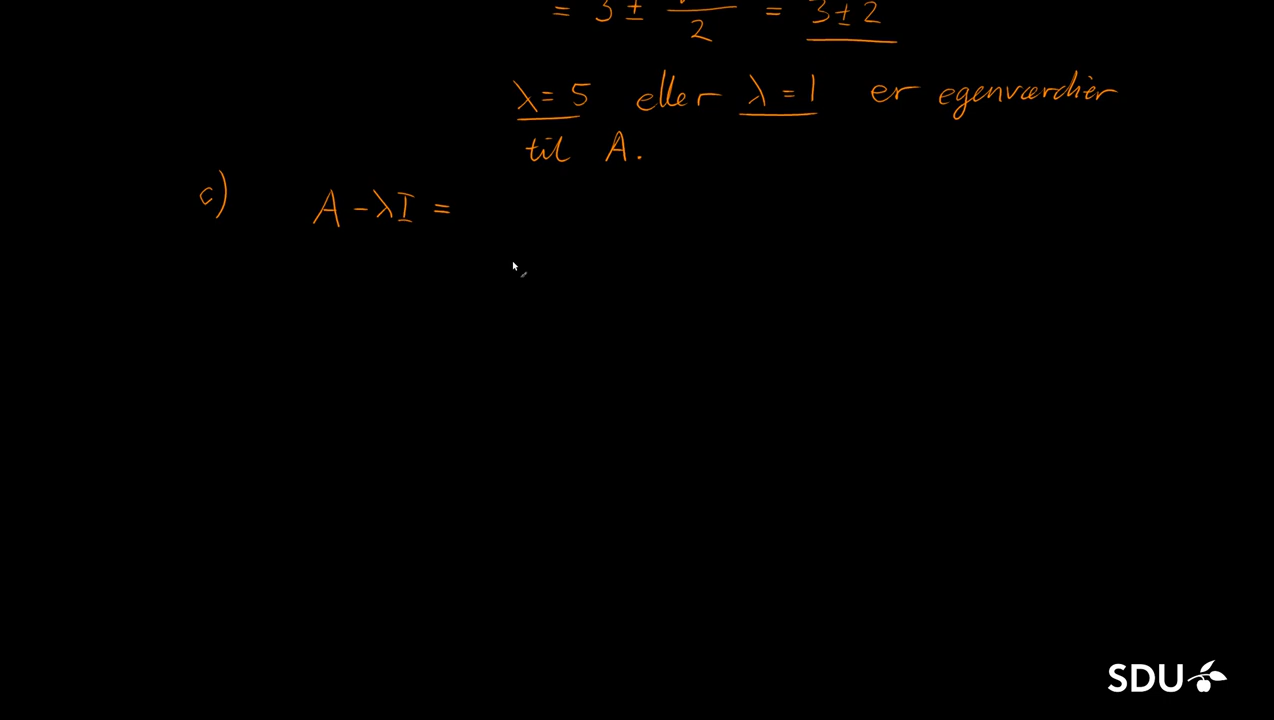 = 3 ± /2 = 3±2
λ = 5 eller λ = 1 er egenværdier
til A.
c) A - λI =
SDU